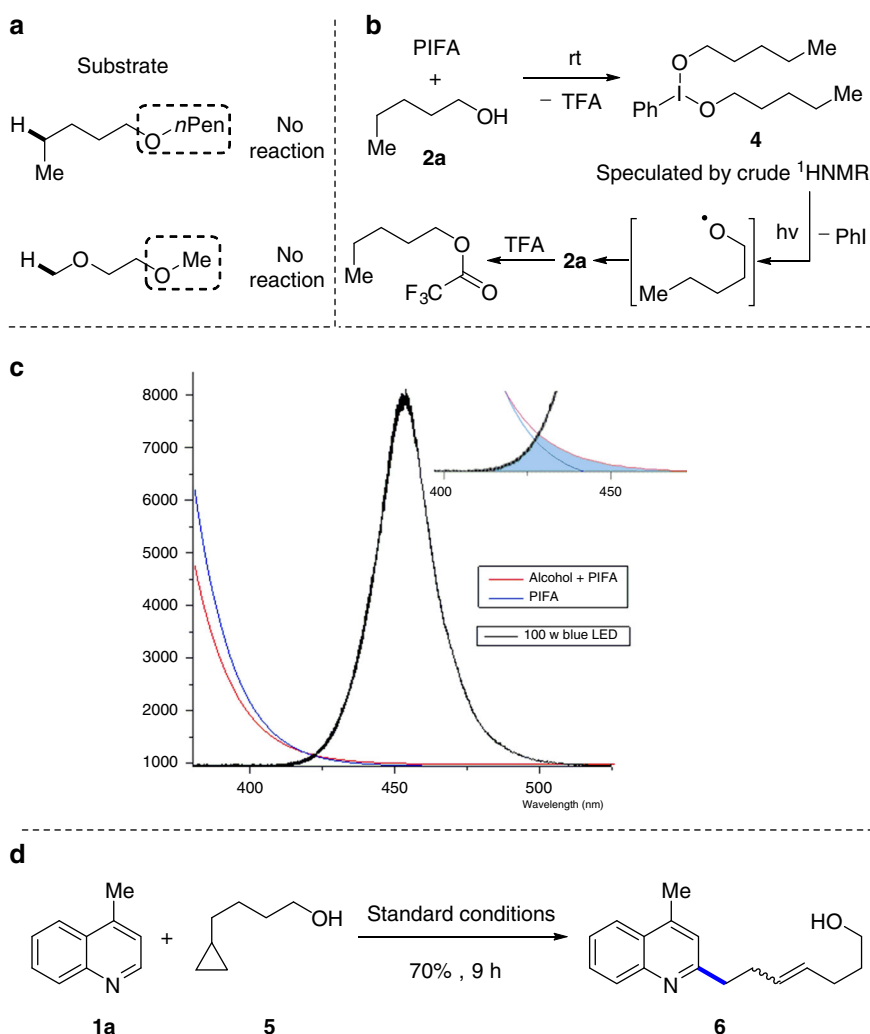 a
Substrate
H
O
nPen
Me
No
reaction
H
O
O
Me
No
reaction
b
PIFA
+
OH
Me
2a
rt
− TFA
O
Me
Ph
I
O
Me
4
Speculated by crude ¹HNMR
hv
− PhI
•O
Me
2a
TFA
Me
O
F₃C
O
c
8000
7000
6000
5000
4000
3000
2000
1000
400
450
500
Wavelength (nm)
400
450
Alcohol + PIFA
PIFA
100 w blue LED
d
Me
N
1a
+
OH
5
Standard conditions
70% , 9 h
Me
N
HO
6